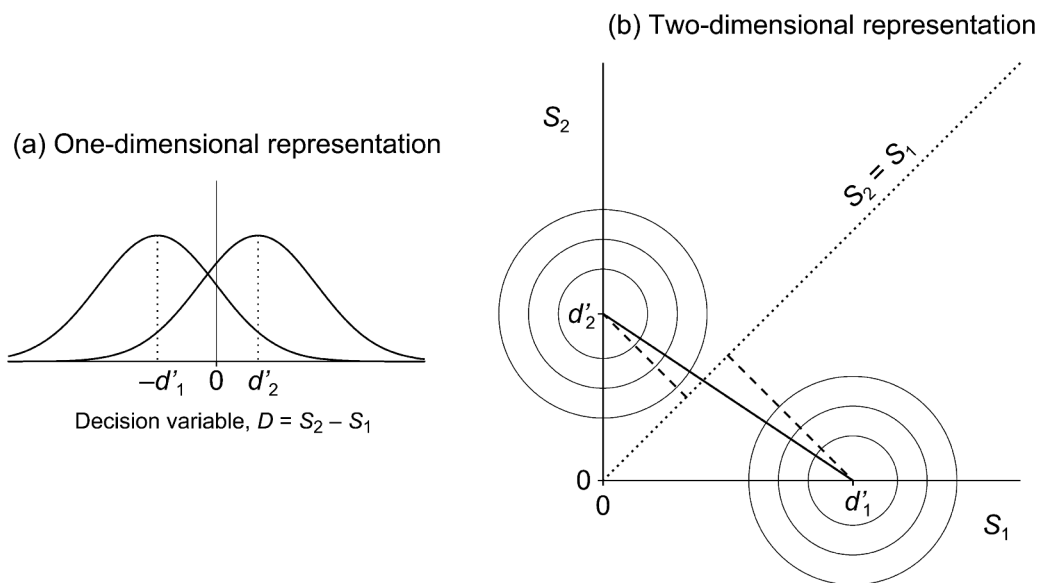 (a) One-dimensional representation
–d'₁ 0 d'₂
Decision variable, D = S₂ – S₁
(b) Two-dimensional representation
S₂
S₂ = S₁
d'₂
0
0
d'₁
S₁